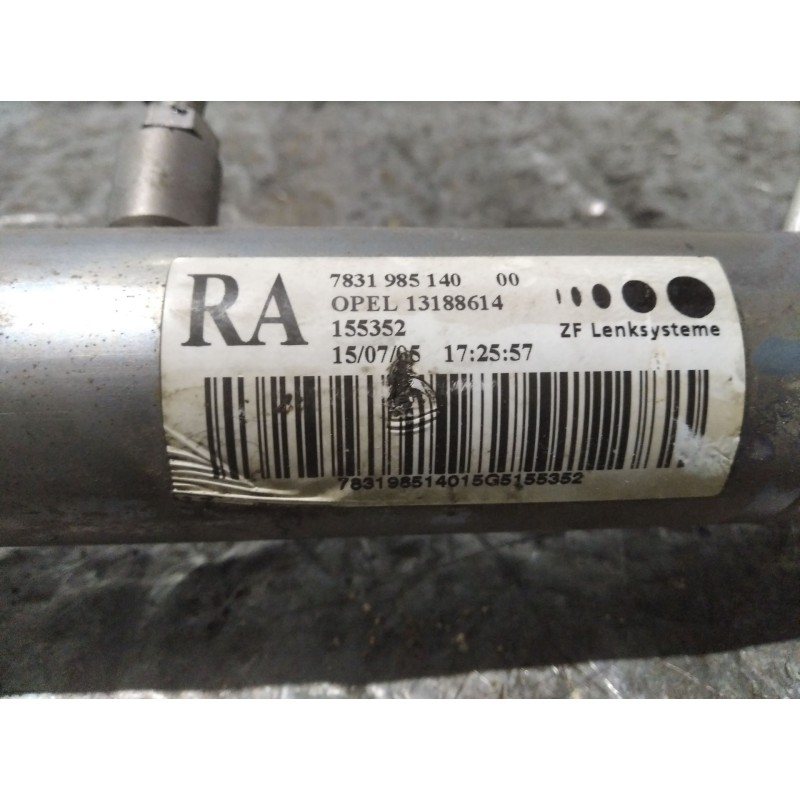 RA
7831 985 140 00
OPEL 13188614
155352
15/07/05 17:25:57
ZF Lenksysteme
783198514015G5155352